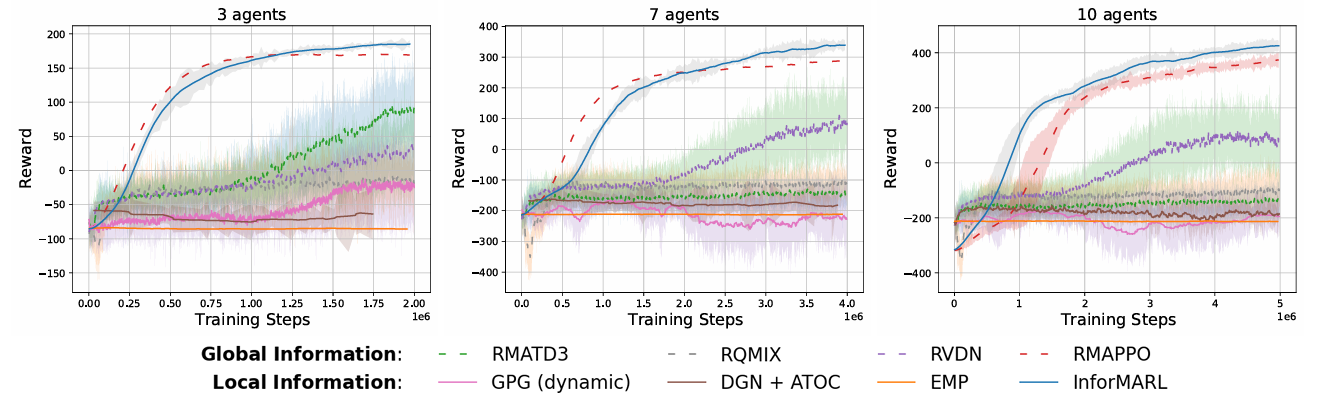 3 agents
7 agents
10 agents
Reward
200
150
100
50
0
−50
−100
−150
0.00 0.25 0.50 0.75 1.00 1.25 1.50 1.75 2.00
1e6
Training Steps
Reward
400
300
200
100
0
−100
−200
−300
−400
0.0 0.5 1.0 1.5 2.0 2.5 3.0 3.5 4.0
1e6
Training Steps
Reward
400
200
0
−200
−400
0 1 2 3 4 5
1e6
Training Steps
Global Information: RMATD3 RQMIX RVDN RMAPPO
Local Information: GPG (dynamic) DGN + ATOC EMP InforMARL